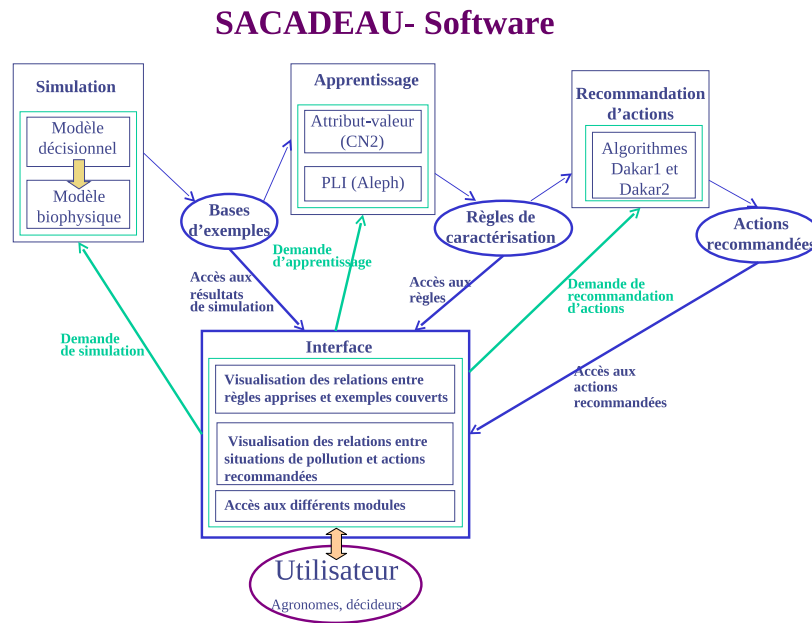 SACADEAU- Software
Simulation
Modèle
décisionnel
Modèle
biophysique
Apprentissage
Attribut-valeur
(CN2)
PLI (Aleph)
Recommandation
d’actions
Algorithmes
Dakar1 et
Dakar2
Bases
d’exemples
Règles de
caractérisation
Actions
recommandées
Demande
de simulation
Accès aux
résultats
de simulation
Demande
d’apprentissage
Accès aux
règles
Demande de
recommandation
d’actions
Accès aux
actions
recommandées
Interface
Visualisation des relations entre
règles apprises et exemples couverts
Visualisation des relations entre
situations de pollution et actions
recommandées
Accès aux différents modules
Utilisateur
Agronomes, décideurs